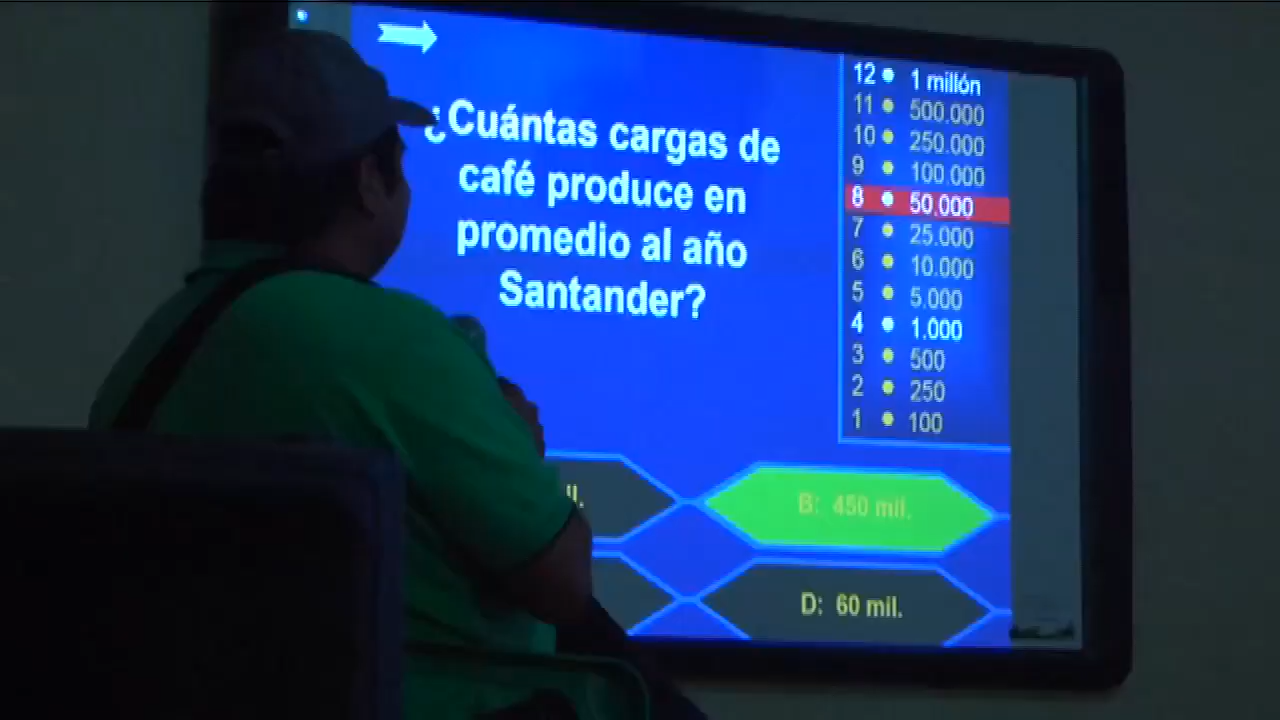 ¿Cuántas cargas de
café produce en
promedio al año
Santander?
12 • 1 millón
11 • 500.000
10 • 250.000
9 • 100.000
8 • 50.000
7 • 25.000
6 • 10.000
5 • 5.000
4 • 1.000
3 • 500
2 • 250
1 • 100
B: 450 mil.
D: 60 mil.